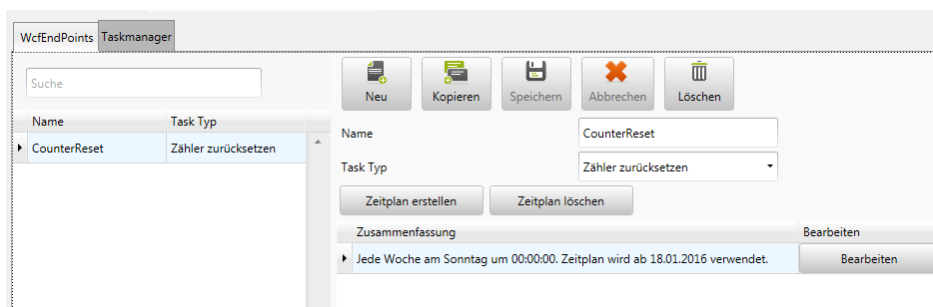 WcfEndPoints Taskmanager
Suche
Neu Kopieren Speichern Abbrechen Löschen
Name Task Typ
CounterReset Zähler zurücksetzen
Name CounterReset
Task Typ Zähler zurücksetzen
Zeitplan erstellen Zeitplan löschen
Zusammenfassung Bearbeiten
Jede Woche am Sonntag um 00:00:00. Zeitplan wird ab 18.01.2016 verwendet. Bearbeiten